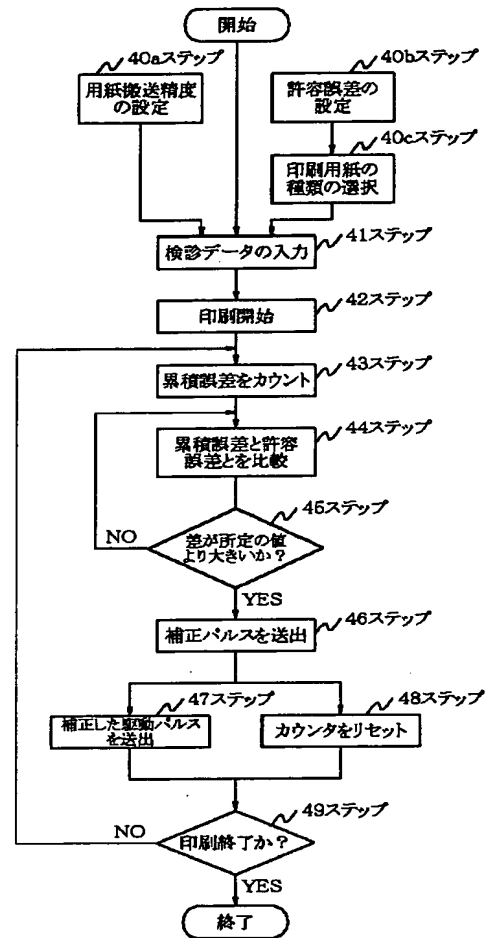 開始
40aステップ
用紙搬送精度
の設定
40bステップ
許容誤差の
設定
40cステップ
印刷用紙の
種類の選択
41ステップ
検診データの入力
42ステップ
印刷開始
43ステップ
累積誤差をカウント
44ステップ
累積誤差と許容
誤差とを比較
45ステップ
差が所定の値
より大きいか？
NO
YES
46ステップ
補正パルスを送出
47ステップ
補正した駆動パルス
を送出
48ステップ
カウンタをリセット
49ステップ
印刷終了か？
NO
YES
終了